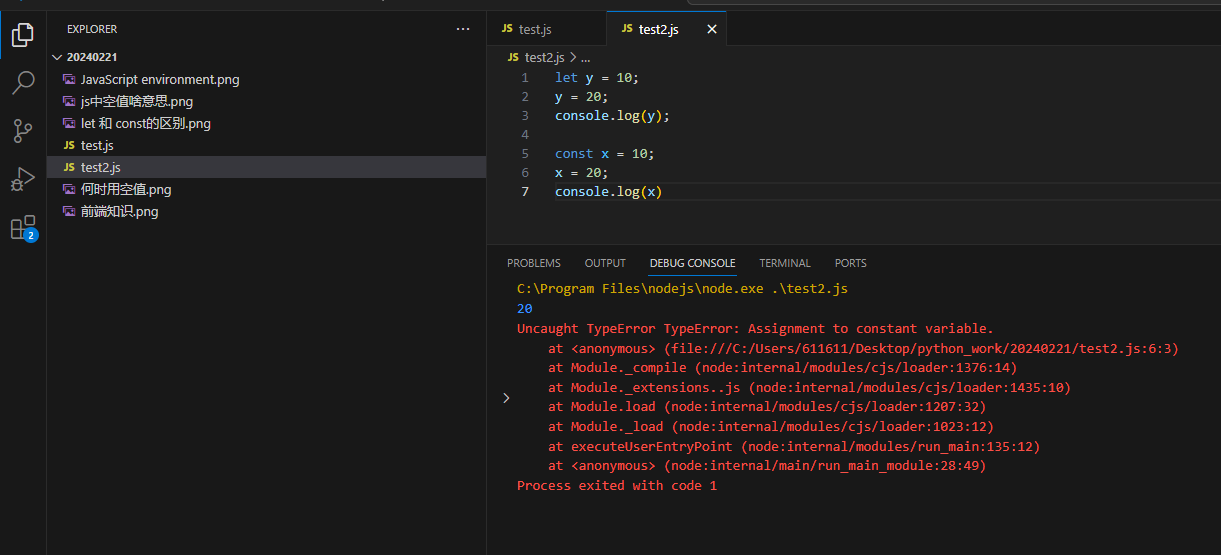 EXPLORER
...
20240221
JavaScript environment.png
js中空值啥意思.png
let 和 const的区别.png
JS test.js
JS test2.js
何时用空值.png
前端知识.png
2
JS test.js
JS test2.js
JS test2.js > ...
1 let y = 10;
2 y = 20;
3 console.log(y);
4
5 const x = 10;
6 x = 20;
7 console.log(x)
PROBLEMS OUTPUT DEBUG CONSOLE TERMINAL PORTS
C:\Program Files\nodejs\node.exe .\test2.js
20
Uncaught TypeError TypeError: Assignment to constant variable.
    at <anonymous> (file:///C:/Users/611611/Desktop/python_work/20240221/test2.js:6:3)
    at Module._compile (node:internal/modules/cjs/loader:1376:14)
    at Module._extensions..js (node:internal/modules/cjs/loader:1435:10)
    at Module.load (node:internal/modules/cjs/loader:1207:32)
    at Module._load (node:internal/modules/cjs/loader:1023:12)
    at executeUserEntryPoint (node:internal/modules/run_main:135:12)
    at <anonymous> (node:internal/main/run_main_module:28:49)
Process exited with code 1